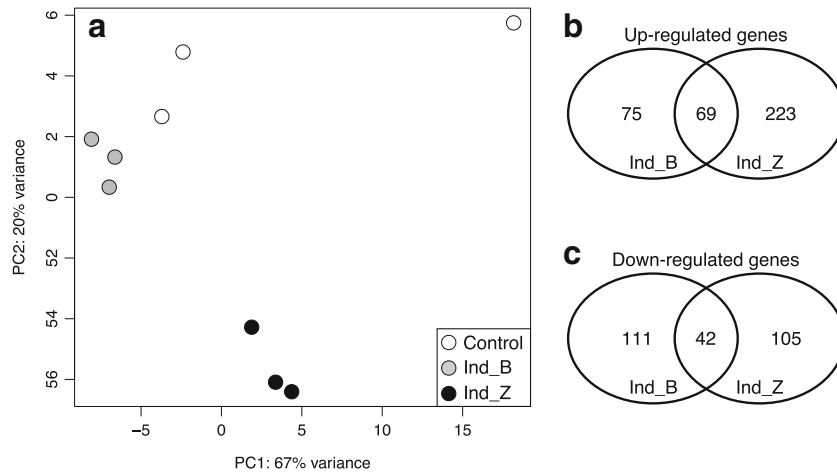 a
6
4
2
0
52
54
56
PC2: 20% variance
–5
0
5
10
15
PC1: 67% variance
Control
Ind_B
Ind_Z
b
Up-regulated genes
75
69
223
Ind_B
Ind_Z
c
Down-regulated genes
111
42
105
Ind_B
Ind_Z